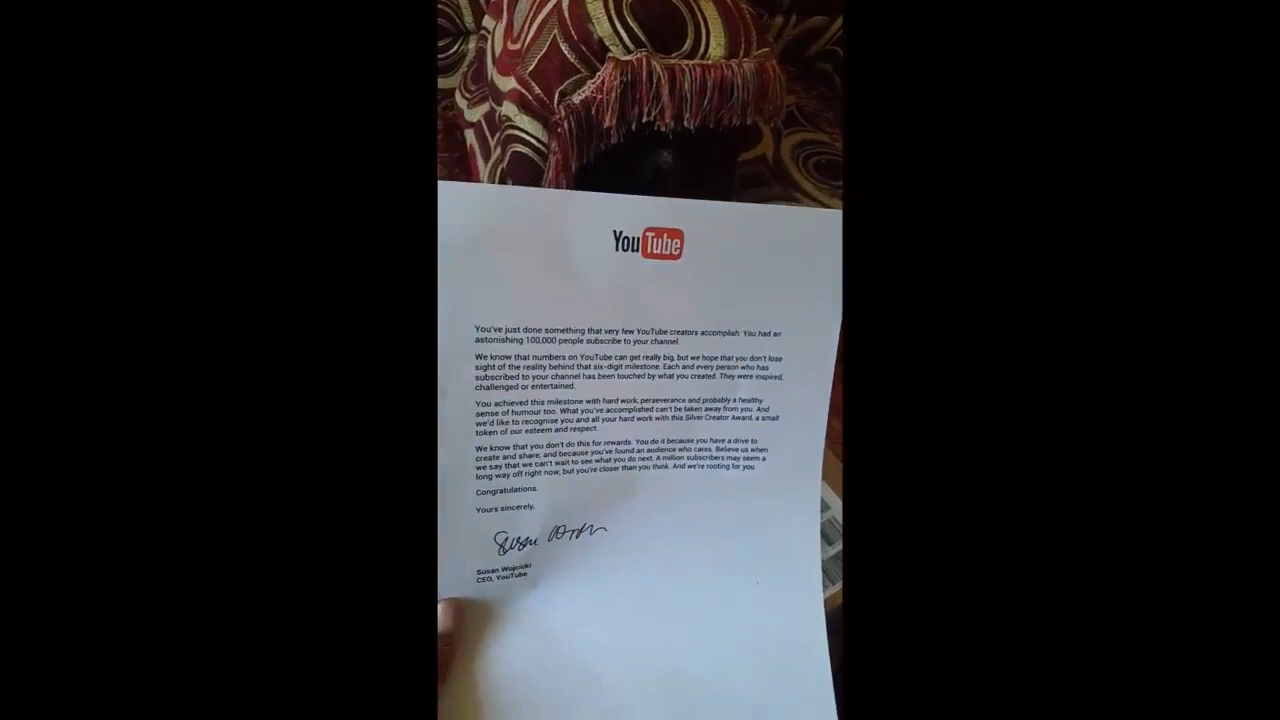 YouTube
You've just done something that very few YouTube creators accomplish: You had an
astonishing 100,000 people subscribe to your channel.
We know that numbers on YouTube can get really big, but we hope that you don't lose
sight of the reality behind that six-digit milestone. Each and every person who has
subscribed to your channel has been touched by what you created. They were inspired,
challenged or entertained.
You achieved this milestone with hard work, perseverance and probably a healthy
sense of humour too. What you've accomplished can't be taken away from you. And
we'd like to recognise you and all your hard work with this Silver Creator Award, a small
token of our esteem and respect.
We know that you don't do this for rewards. You do it because you have a drive to
create and share, and because you've found an audience who cares. Believe us when
we say that we can't wait to see what you do next. A million subscribers may seem a
long way off right now, but you're closer than you think. And we're rooting for you.
Congratulations.
Yours sincerely,
Susan Wojcicki
CEO, YouTube